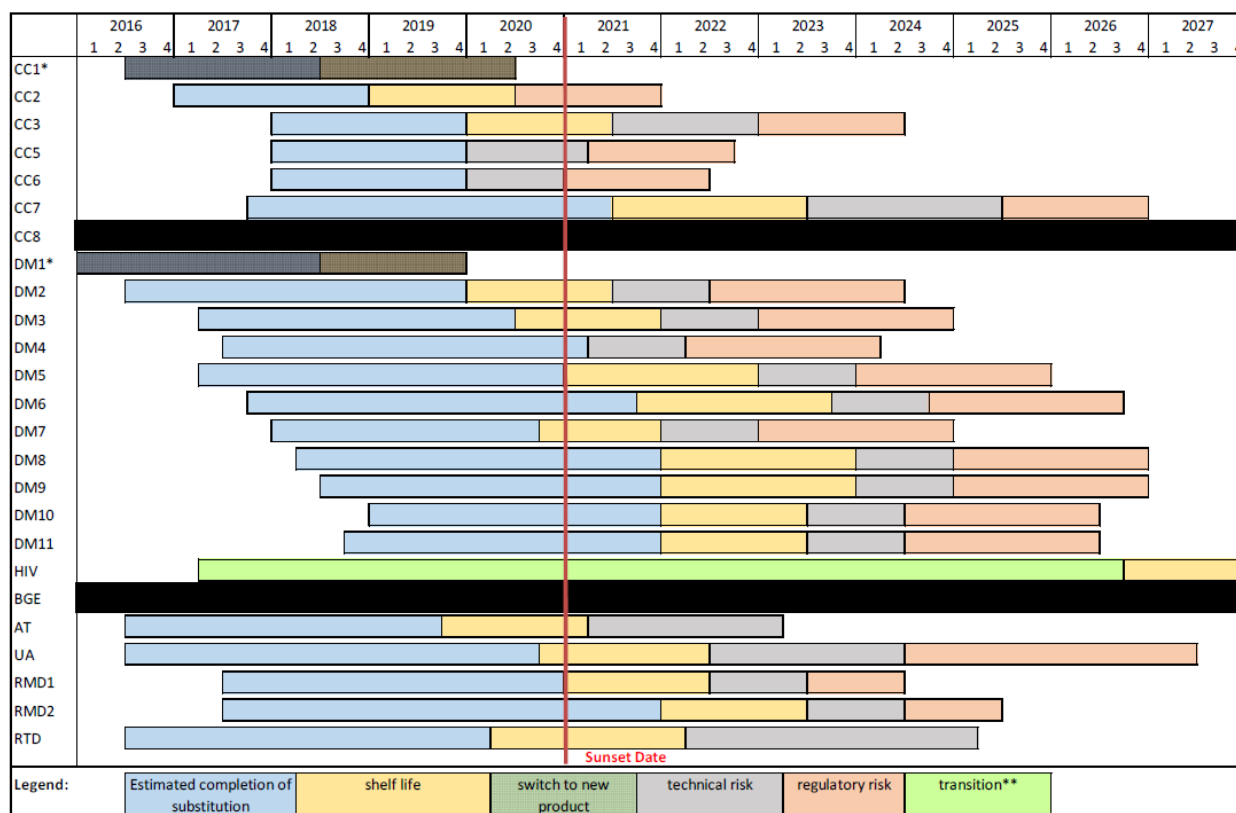 2016 2017 2018 2019 2020 2021 2022 2023 2024 2025 2026 2027
1 2 3 4 1 2 3 4 1 2 3 4 1 2 3 4 1 2 3 4 1 2 3 4 1 2 3 4 1 2 3 4 1 2 3 4 1 2 3 4 1 2 3 4 1 2 3
CC1*
CC2
CC3
CC5
CC6
CC7
CC8
DM1*
DM2
DM3
DM4
DM5
DM6
DM7
DM8
DM9
DM10
DM11
HIV
BGE
AT
UA
RMD1
RMD2
RTD
Sunset Date
Legend: Estimated completion of substitution shelf life switch to new product technical risk regulatory risk transition**